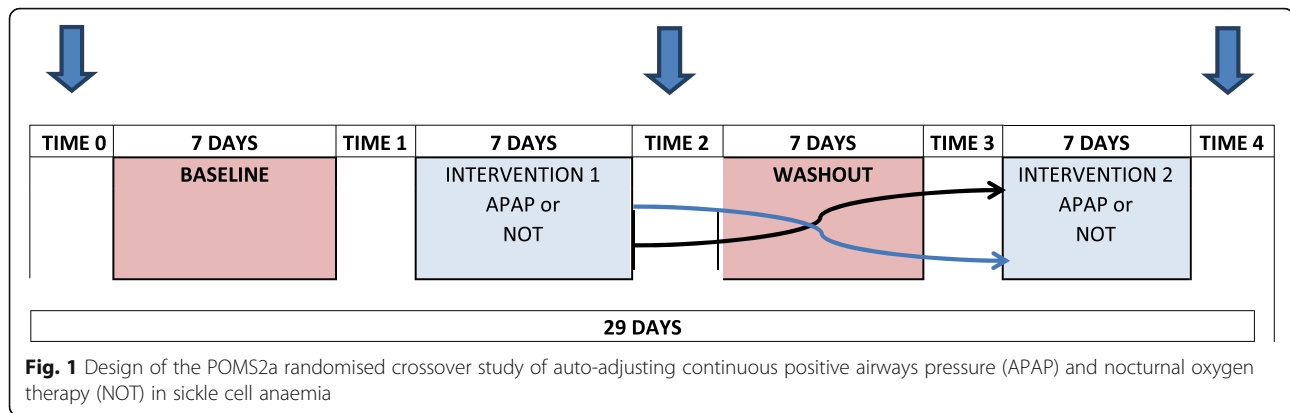 TIME 0 7 DAYS TIME 1 7 DAYS TIME 2 7 DAYS TIME 3 7 DAYS TIME 4
BASELINE INTERVENTION 1 WASHOUT INTERVENTION 2
APAP or APAP or
NOT NOT
29 DAYS
Fig. 1 Design of the POMS2a randomised crossover study of auto-adjusting continuous positive airways pressure (APAP) and nocturnal oxygen
therapy (NOT) in sickle cell anaemia